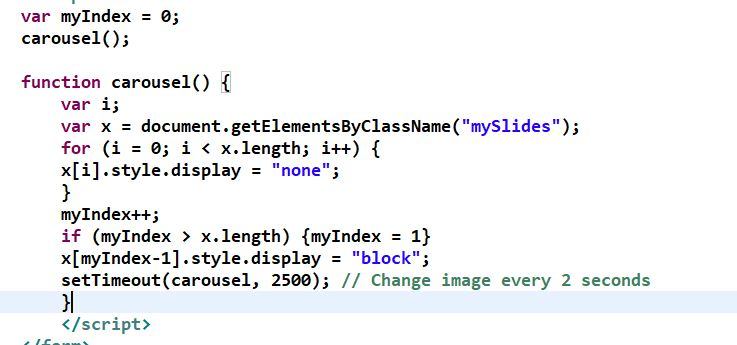 var myIndex = 0;
carousel();
function carousel() {
var i;
var x = document.getElementsByClassName("mySlides");
for (i = 0; i < x.length; i++) {
x[i].style.display = "none";
}
myIndex++;
if (myIndex > x.length) {myIndex = 1}
x[myIndex-1].style.display = "block";
setTimeout(carousel, 2500); // Change image every 2 seconds
}
</script>